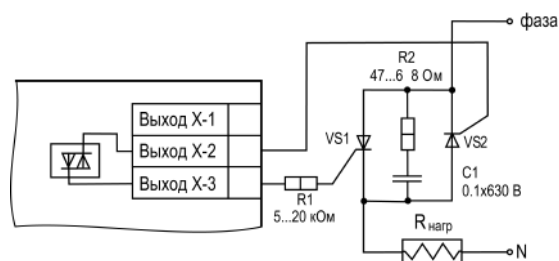 фаза
R2
47...6 8 Ом
Выход X-1
Выход X-2
Выход X-3
VS1
VS2
C1
0.1x630 В
R1
5...20 кОм
Rнагр
N